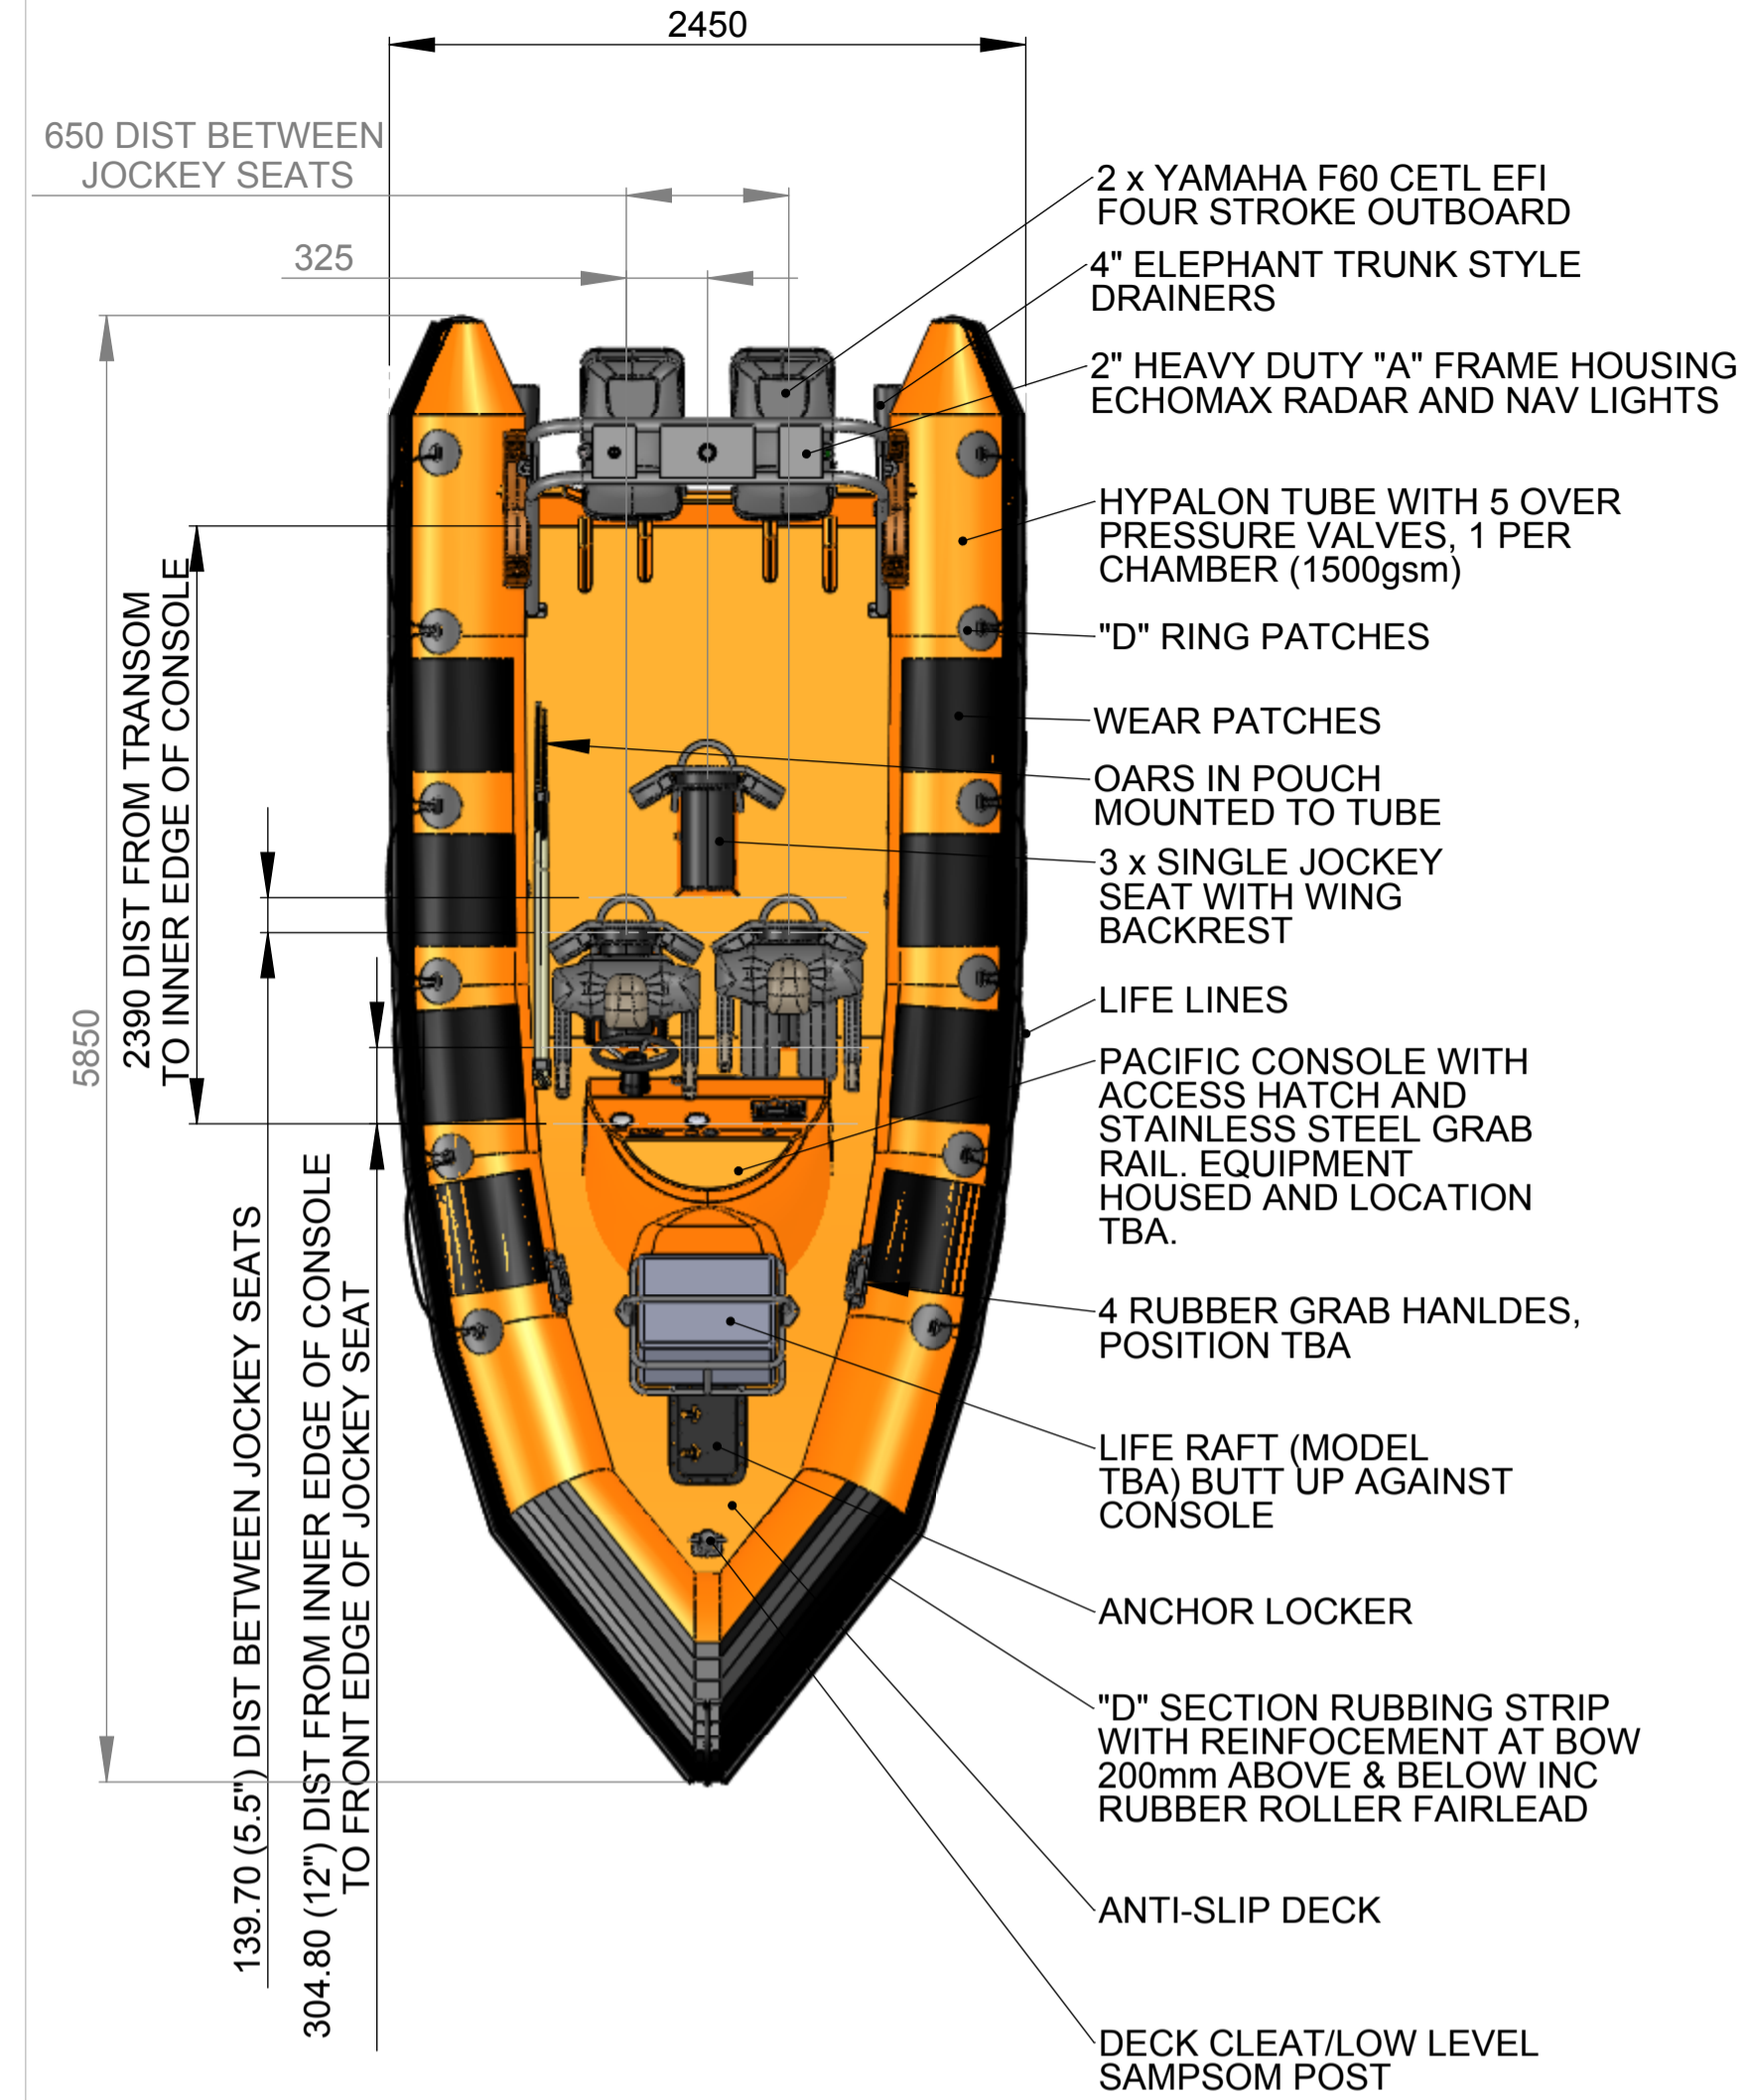 2450
650 DIST BETWEEN
JOCKEY SEATS
325
2 x YAMAHA F60 CETL EFI
FOUR STROKE OUTBOARD
4" ELEPHANT TRUNK STYLE
DRAINERS
2" HEAVY DUTY "A" FRAME HOUSING
ECHOMAX RADAR AND NAV LIGHTS
HYPALON TUBE WITH 5 OVER
PRESSURE VALVES, 1 PER
CHAMBER (1500gsm)
"D" RING PATCHES
WEAR PATCHES
OARS IN POUCH
MOUNTED TO TUBE
3 x SINGLE JOCKEY
SEAT WITH WING
BACKREST
LIFE LINES
PACIFIC CONSOLE WITH
ACCESS HATCH AND
STAINLESS STEEL GRAB
RAIL. EQUIPMENT
HOUSED AND LOCATION
TBA.
4 RUBBER GRAB HANLDES,
POSITION TBA
LIFE RAFT (MODEL
TBA) BUTT UP AGAINST
CONSOLE
ANCHOR LOCKER
"D" SECTION RUBBING STRIP
WITH REINFOCEMENT AT BOW
200mm ABOVE & BELOW INC
RUBBER ROLLER FAIRLEAD
ANTI-SLIP DECK
DECK CLEAT/LOW LEVEL
SAMPSOM POST
5850
2390 DIST FROM TRANSOM
TO INNER EDGE OF CONSOLE
139.70 (5.5") DIST BETWEEN JOCKEY SEATS
304.80 (12") DIST FROM INNER EDGE OF CONSOLE
TO FRONT EDGE OF JOCKEY SEAT